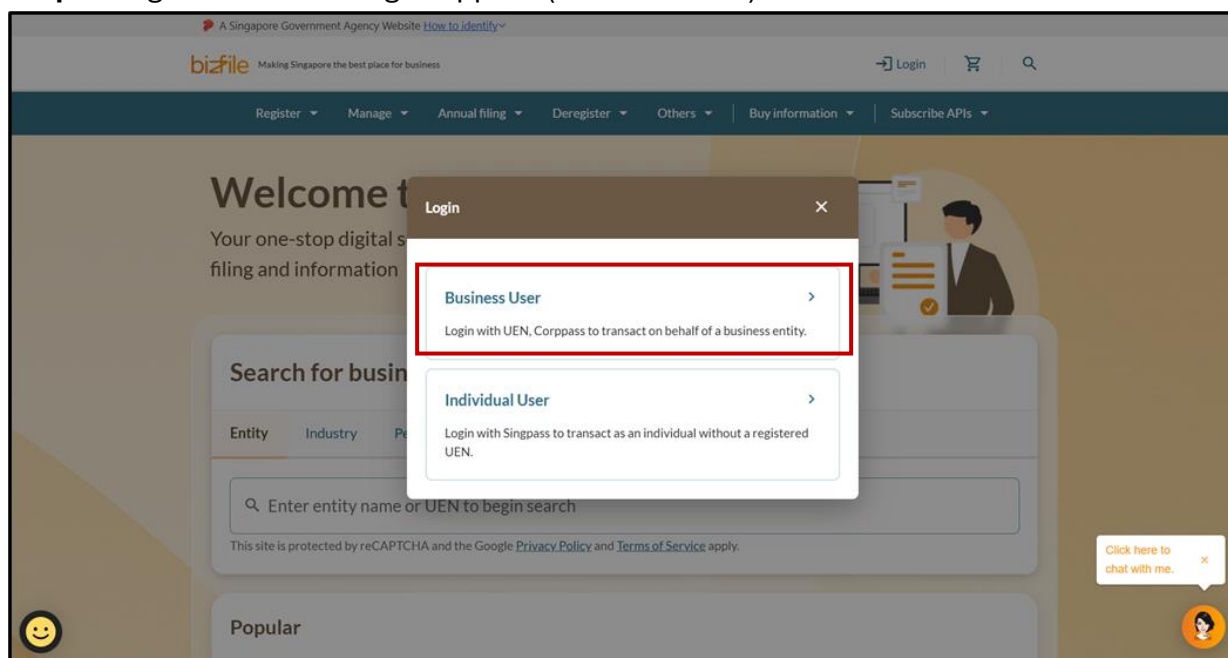 A Singapore Government Agency Website How to identify
bizfile Making Singapore the best place for business
Login
Register Manage Annual filing Deregister Others Buy information Subscribe APIs
Welcome t
Your one-stop digital s
filing and information
Login
Business User
Login with UEN, Corppass to transact on behalf of a business entity.
Individual User
Login with Singpass to transact as an individual without a registered
UEN.
Search for busin
Entity Industry Pe
Enter entity name or UEN to begin search
This site is protected by reCAPTCHA and the Google Privacy Policy and Terms of Service apply.
Click here to
chat with me.
Popular